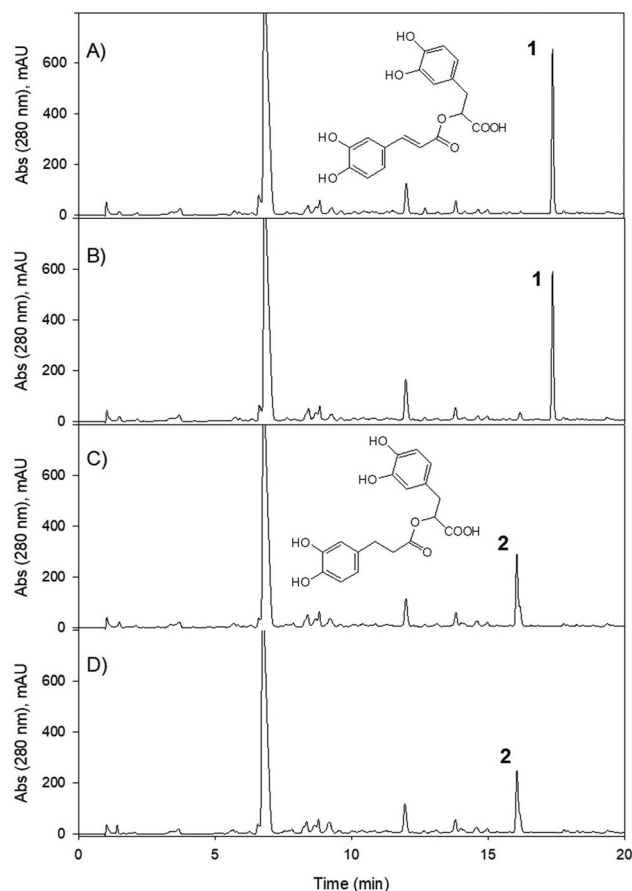 A)
1
Abs (280 nm), mAU
600
400
200
0
HO
HO
O
COOH
HO
O
HO
B)
1
Abs (280 nm), mAU
600
400
200
0
C)
2
Abs (280 nm), mAU
600
400
200
0
HO
HO
O
COOH
HO
O
HO
D)
2
Abs (280 nm), mAU
600
400
200
0
0 5 10 15 20
Time (min)